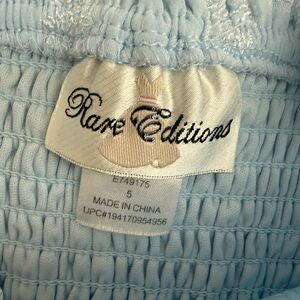 Rare Editions
E749175
5
MADE IN CHINA
UPC#194170954956